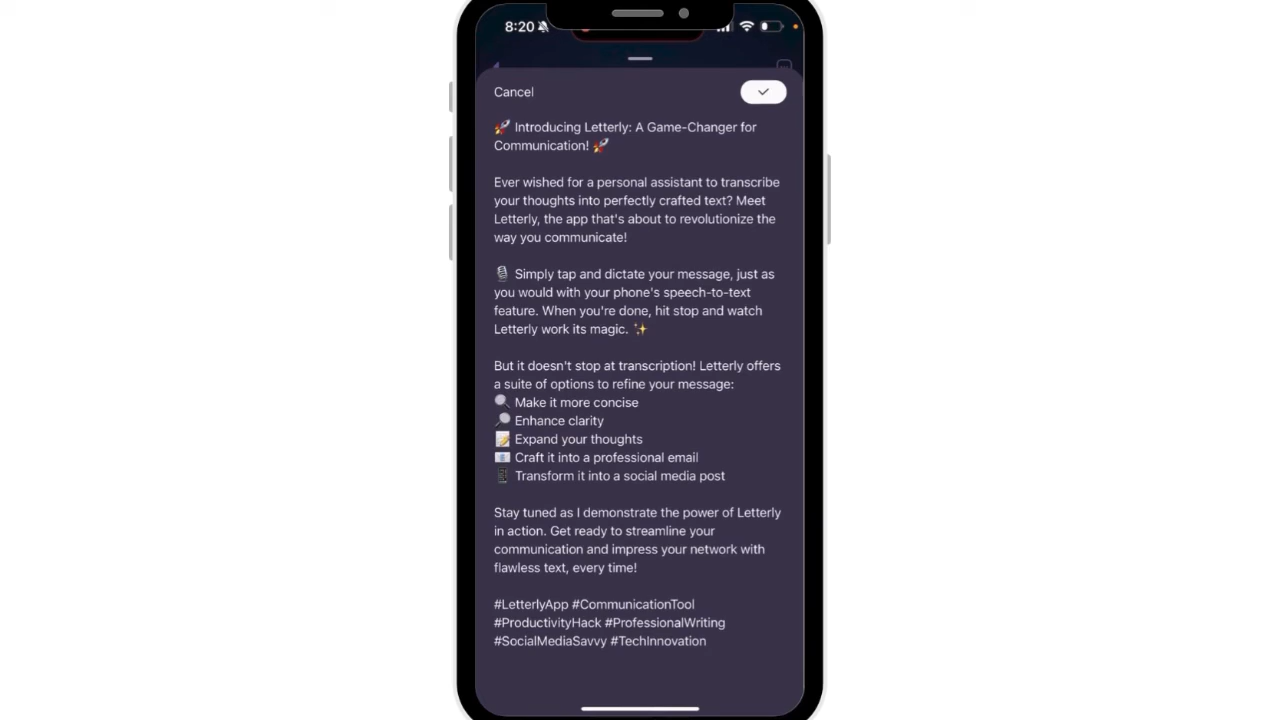 8:20
Cancel
🚀 Introducing Letterly: A Game-Changer for
Communication! 🚀
Ever wished for a personal assistant to transcribe
your thoughts into perfectly crafted text? Meet
Letterly, the app that's about to revolutionize the
way you communicate!
🎙️ Simply tap and dictate your message, just as
you would with your phone's speech-to-text
feature. When you're done, hit stop and watch
Letterly work its magic. ✨
But it doesn't stop at transcription! Letterly offers
a suite of options to refine your message:
🔍 Make it more concise
🔎 Enhance clarity
📝 Expand your thoughts
📧 Craft it into a professional email
📱 Transform it into a social media post
Stay tuned as I demonstrate the power of Letterly
in action. Get ready to streamline your
communication and impress your network with
flawless text, every time!
#LetterlyApp #CommunicationTool
#ProductivityHack #ProfessionalWriting
#SocialMediaSavvy #TechInnovation